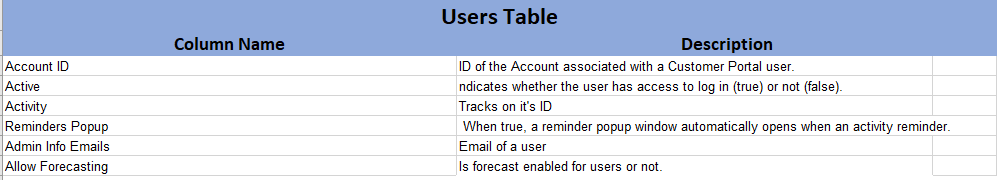 Users Table
Column Name Description
Account ID ID of the Account associated with a Customer Portal user.
Active ndicates whether the user has access to log in (true) or not (false).
Activity Tracks on it's ID
Reminders Popup When true, a reminder popup window automatically opens when an activity reminder.
Admin Info Emails Email of a user
Allow Forecasting Is forecast enabled for users or not.